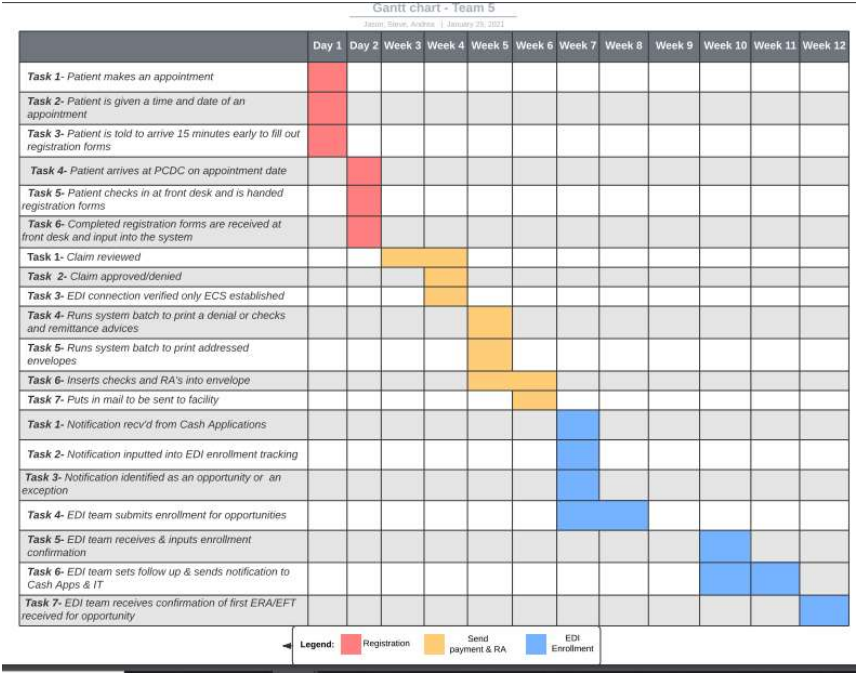 Gantt chart - Team 5
Jason, Steve, Andrea | January 29, 2021
Day 1 Day 2 Week 3 Week 4 Week 5 Week 6 Week 7 Week 8 Week 9 Week 10 Week 11 Week 12
Task 1- Patient makes an appointment
Task 2- Patient is given a time and date of an
appointment
Task 3- Patient is told to arrive 15 minutes early to fill out
registration forms
Task 4- Patient arrives at PCDC on appointment date
Task 5- Patient checks in at front desk and is handed
registration forms
Task 6- Completed registration forms are received at
front desk and input into the system
Task 1- Claim reviewed
Task 2- Claim approved/denied
Task 3- EDI connection verified only ECS established
Task 4- Runs system batch to print a denial or checks
and remittance advices
Task 5- Runs system batch to print addressed
envelopes
Task 6- Inserts checks and RA's into envelope
Task 7- Puts in mail to be sent to facility
Task 1- Notification recv'd from Cash Applications
Task 2- Notification inputted into EDI enrollment tracking
Task 3- Notification identified as an opportunity or an
exception
Task 4- EDI team submits enrollment for opportunities
Task 5- EDI team receives & inputs enrollment
confirmation
Task 6- EDI team sets follow up & sends notification to
Cash Apps & IT
Task 7- EDI team receives confirmation of first ERA/EFT
received for opportunity
Legend: Registration
Send
payment & RA
EDI
Enrollment